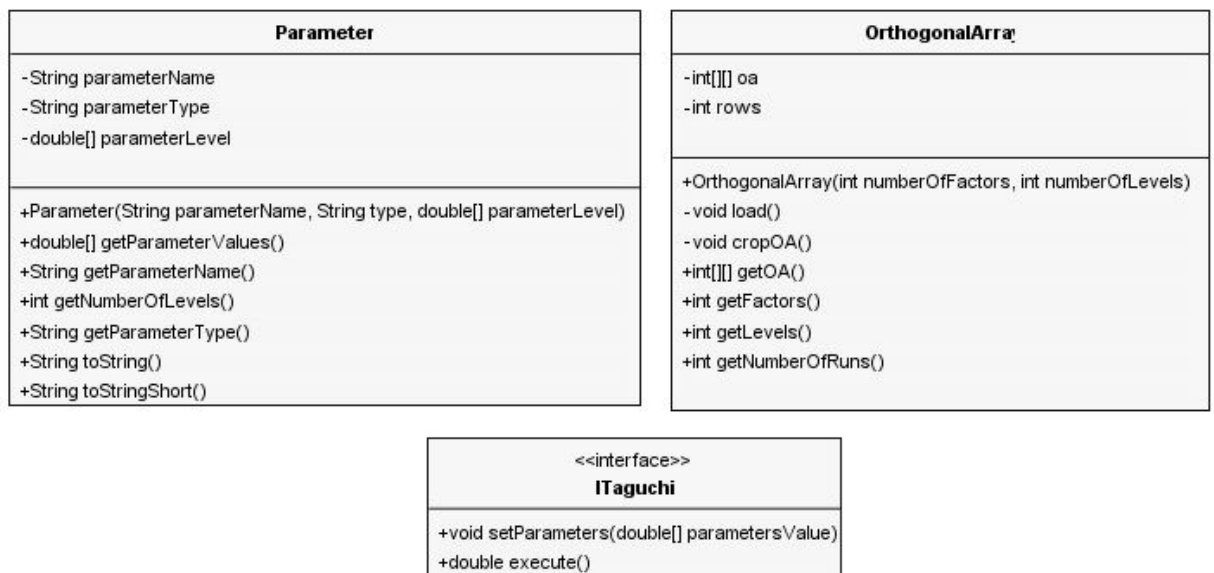 Parameter
-String parameterName
-String parameterType
-double[] parameterLevel
+Parameter(String parameterName, String type, double[] parameterLevel)
+double[] getParameterValues()
+String getParameterName()
+int getNumberOfLevels()
+String getParameterType()
+String toString()
+String toStringShort()
OrthogonalArray
-int[][] oa
-int rows
+OrthogonalArray(int numberOfFactors, int numberOfLevels)
-void load()
-void cropOA()
+int[][] getOA()
+int getFactors()
+int getLevels()
+int getNumberOfRuns()
<<interface>>
ITaguchi
+void setParameters(double[] parametersValue)
+double execute()